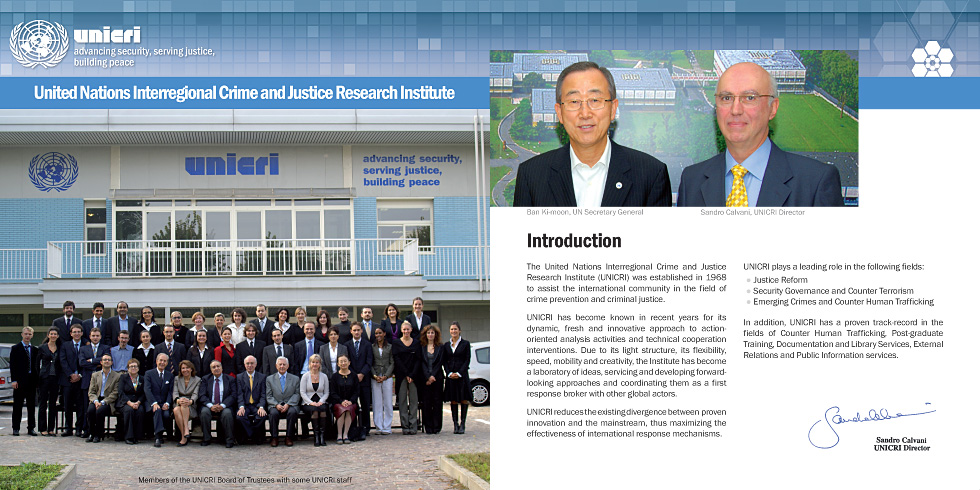 unicri
advancing security, serving justice,
building peace
United Nations Interregional Crime and Justice Research Institute
unicri
advancing security,
serving justice,
building peace
Members of the UNICRI Board of Trustees with some UNICRI staff
Ban Ki-moon, UN Secretary General
Sandro Calvani, UNICRI Director
Introduction
The United Nations Interregional Crime and Justice
Research Institute (UNICRI) was established in 1968
to assist the international community in the field of
crime prevention and criminal justice.
UNICRI has become known in recent years for its
dynamic, fresh and innovative approach to action-
oriented analysis activities and technical cooperation
interventions. Due to its light structure, its flexibility,
speed, mobility and creativity, the Institute has become
a laboratory of ideas, servicing and developing forward-
looking approaches and coordinating them as a first
response broker with other global actors.
UNICRI reduces the existing divergence between proven
innovation and the mainstream, thus maximizing the
effectiveness of international response mechanisms.
UNICRI plays a leading role in the following fields:
Justice Reform
Security Governance and Counter Terrorism
Emerging Crimes and Counter Human Trafficking
In addition, UNICRI has a proven track-record in the
fields of Counter Human Trafficking, Post-graduate
Training, Documentation and Library Services, External
Relations and Public Information services.
Sandro Calvani
UNICRI Director